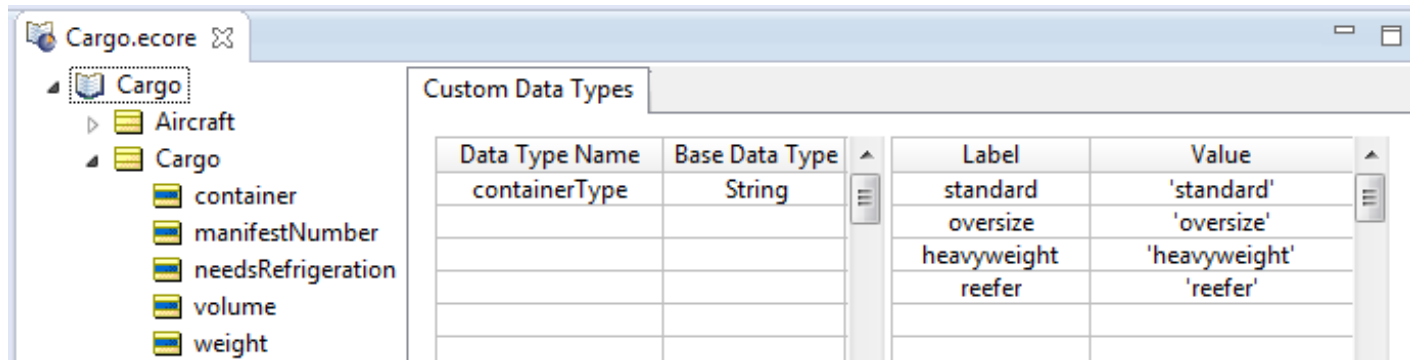 Cargo.ecore
Cargo
Aircraft
Cargo
container
manifestNumber
needsRefrigeration
volume
weight
Custom Data Types
Data Type Name Base Data Type
containerType String
Label Value
standard 'standard'
oversize 'oversize'
heavyweight 'heavyweight'
reefer 'reefer'